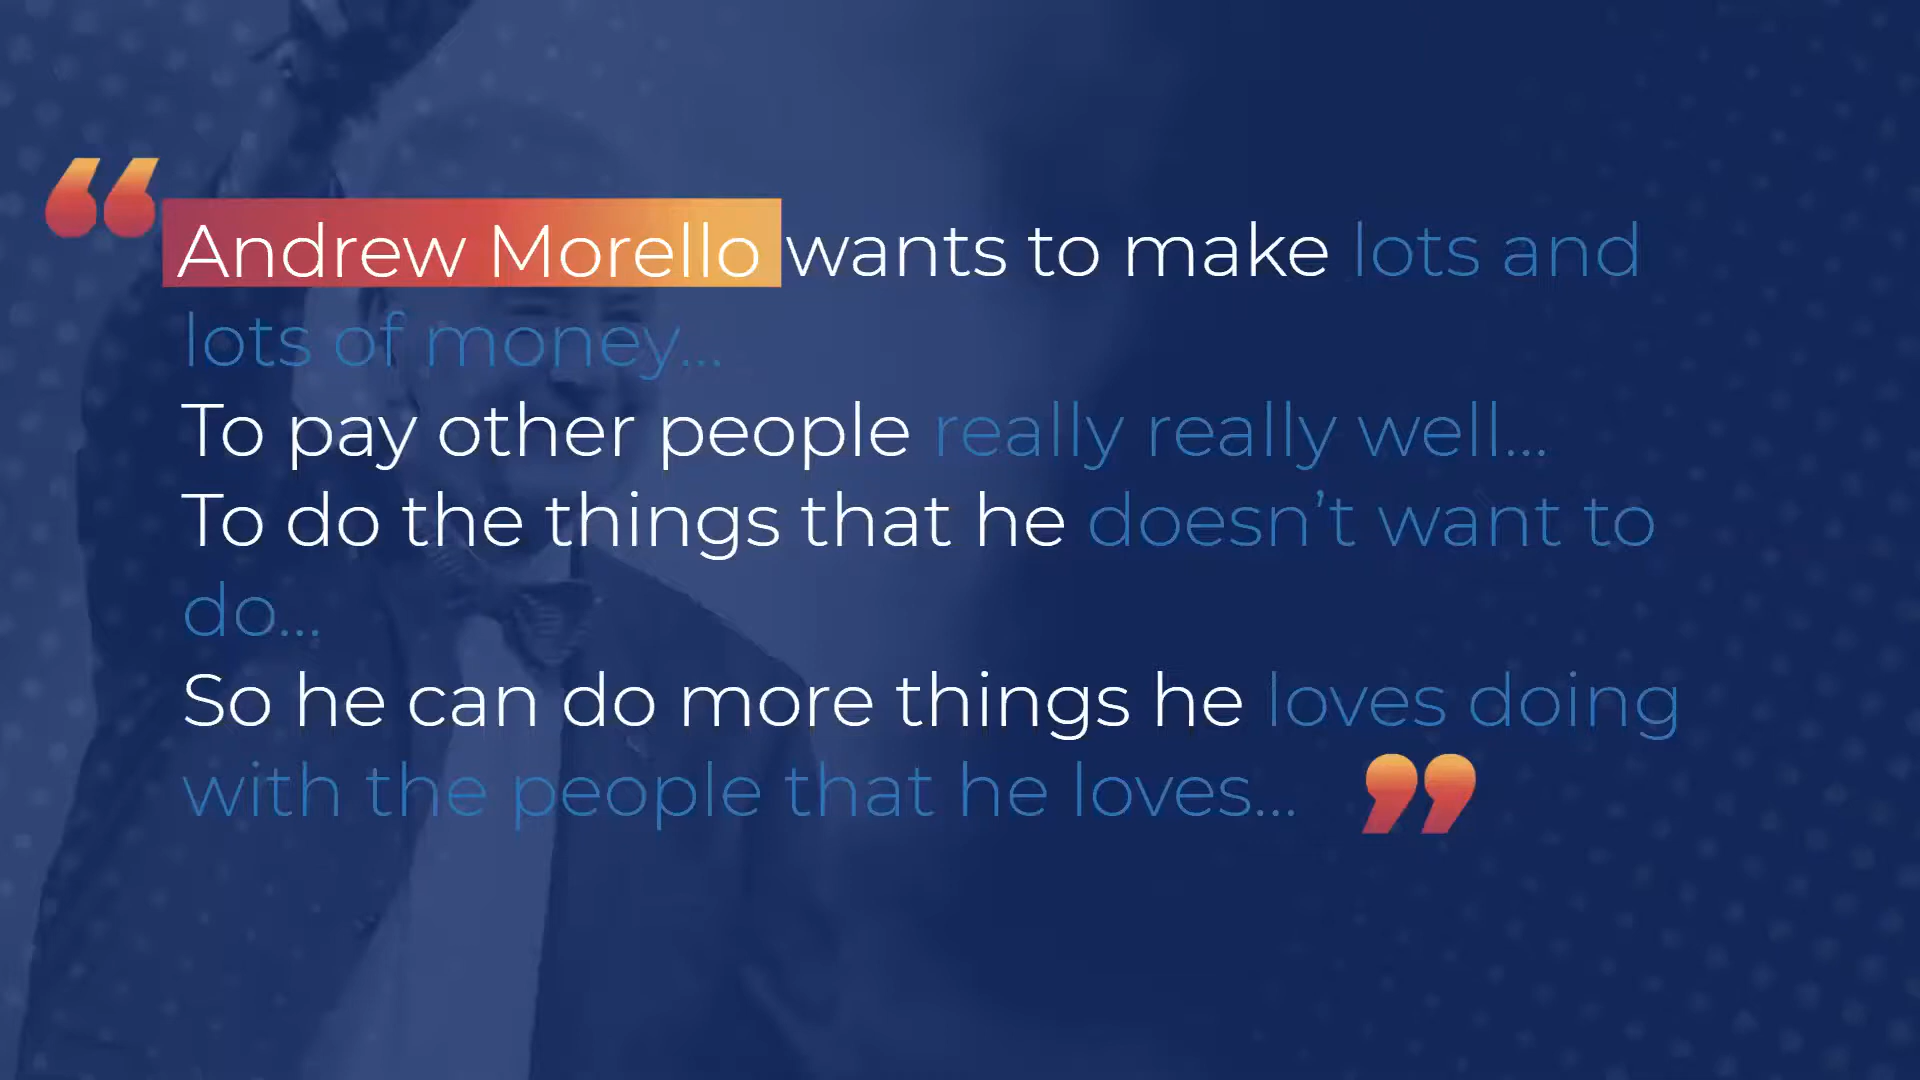 “Andrew Morello wants to make lots and
lots of money...
To pay other people really really well...
To do the things that he doesn’t want to
do...
So he can do more things he loves doing
with the people that he loves... ”